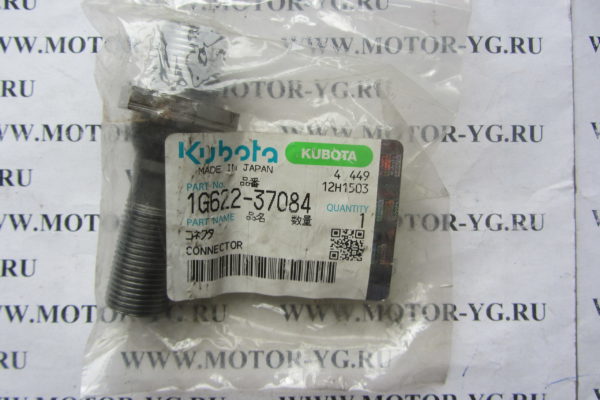 WWW.MOTOR-YG.RU WWW.MOTOR-YG.RU
Kubota KUBOTA
MADE IN JAPAN
4 449
PART-No. 品番
12H1503
1G622-37084
PART NAME 品名 数量 QUANTITY
コネクタ
1
CONNECTOR
WWW.MOTOR-YG.RU WWW.MOTOR-YG.RU